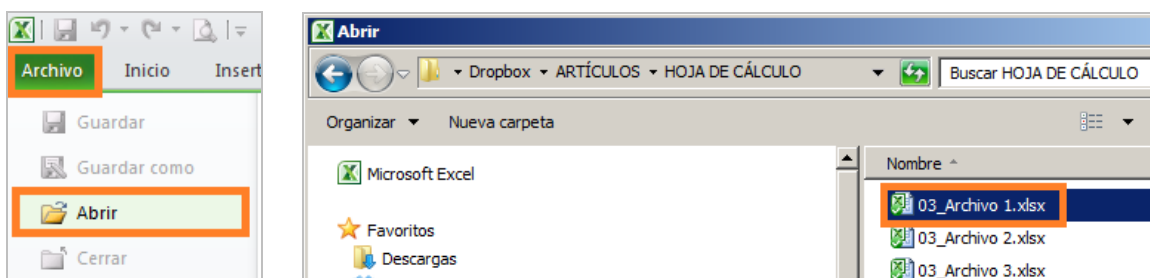 Archivo Inicio Insert
Guardar
Guardar como
Abrir
Cerrar
Abrir
Dropbox ARTÍCULOS HOJA DE CÁLCULO Buscar HOJA DE CÁLCULO
Organizar Nueva carpeta
Microsoft Excel
Favoritos
Descargas
Nombre
03_Archivo 1.xlsx
03_Archivo 2.xlsx
03_Archivo 3.xlsx